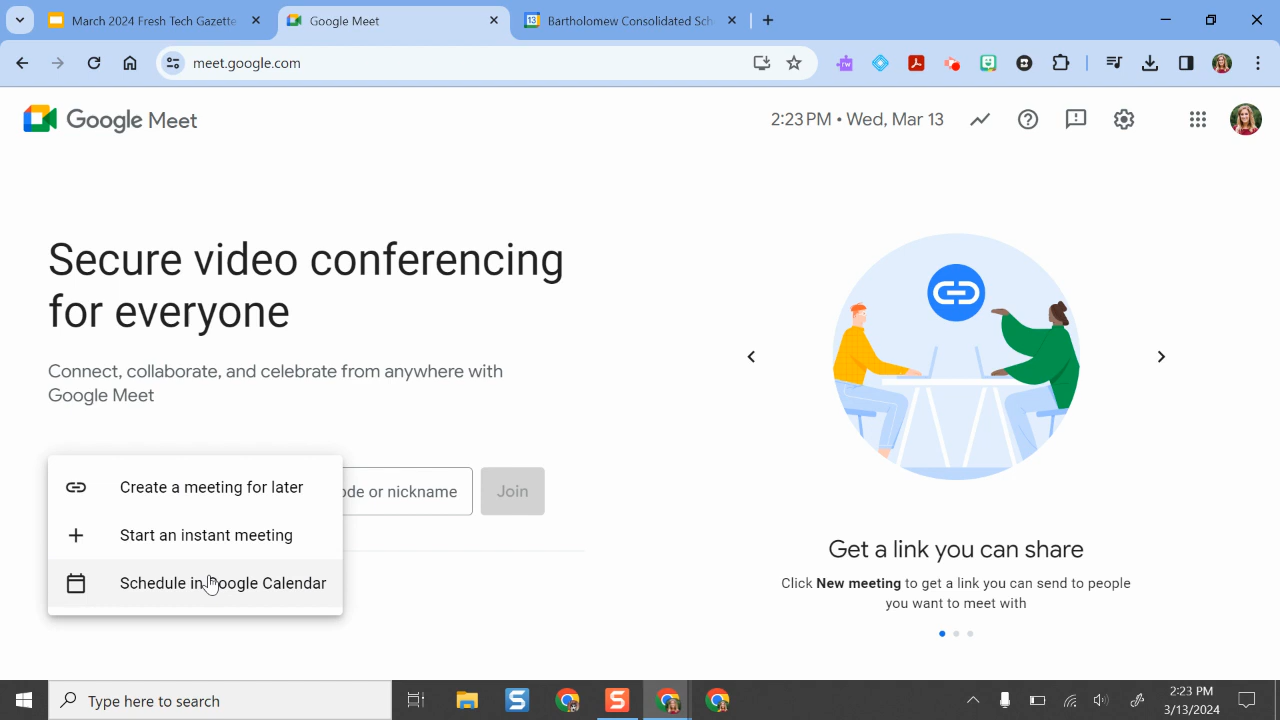 March 2024 Fresh Tech Gazette
Google Meet
13
Bartholomew Consolidated Sch
meet.google.com
rw
Google Meet
2:23 PM • Wed, Mar 13
Secure video conferencing
for everyone
Connect, collaborate, and celebrate from anywhere with
Google Meet
Create a meeting for later
ode or nickname
Join
Start an instant meeting
Schedule in Google Calendar
Get a link you can share
Click New meeting to get a link you can send to people
you want to meet with
Type here to search
S
S
2:23 PM
3/13/2024